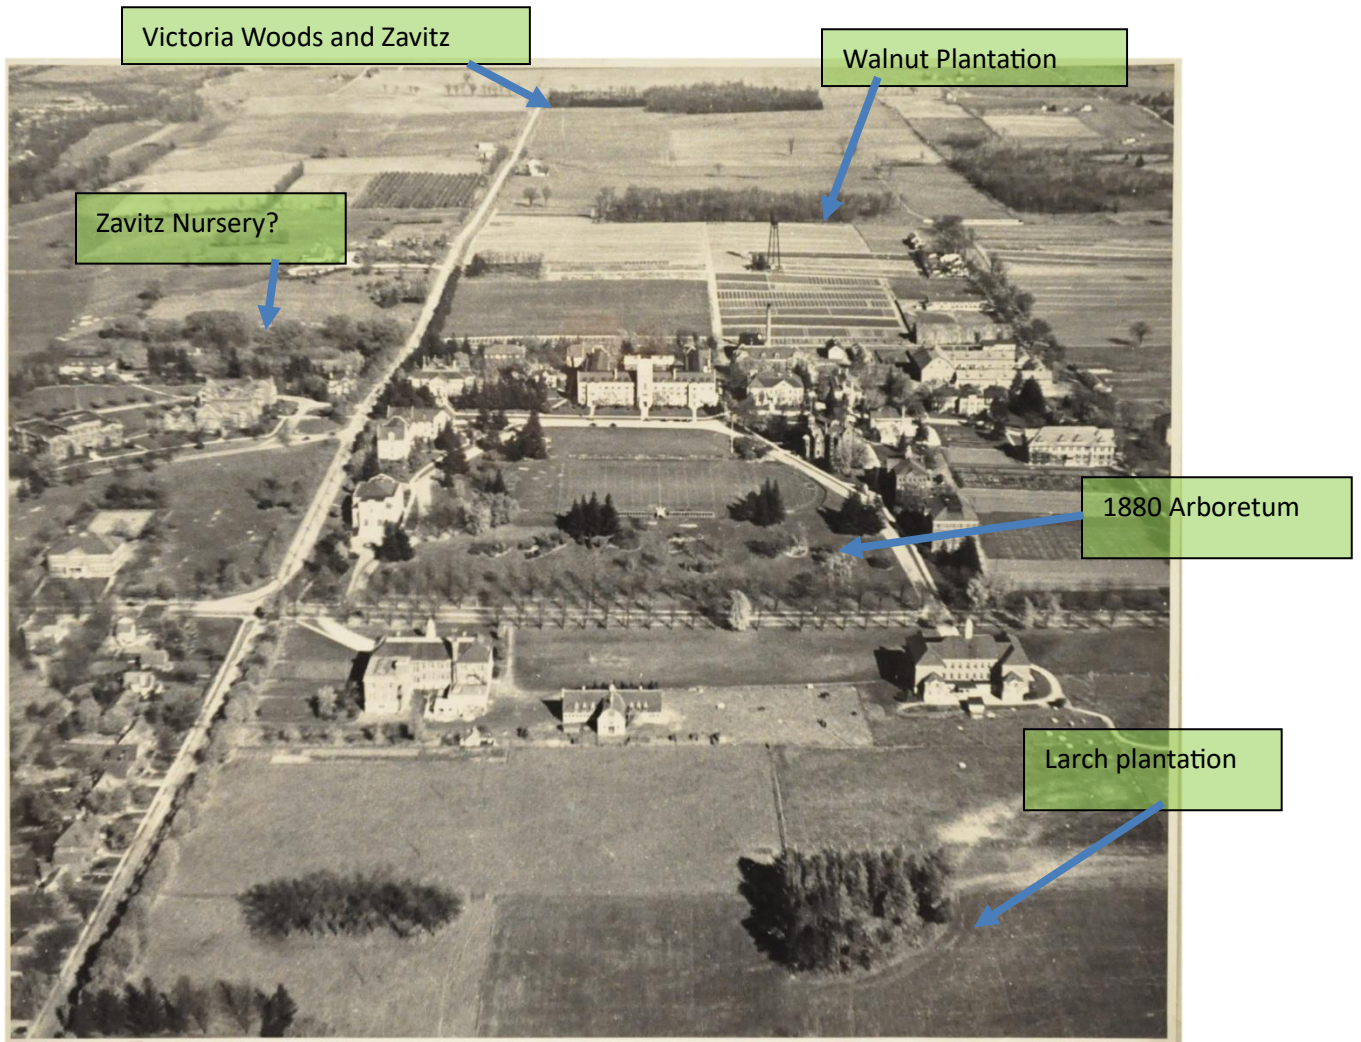 Victoria Woods and Zavitz
Walnut Plantation
Zavitz Nursery?
1880 Arboretum
Larch plantation